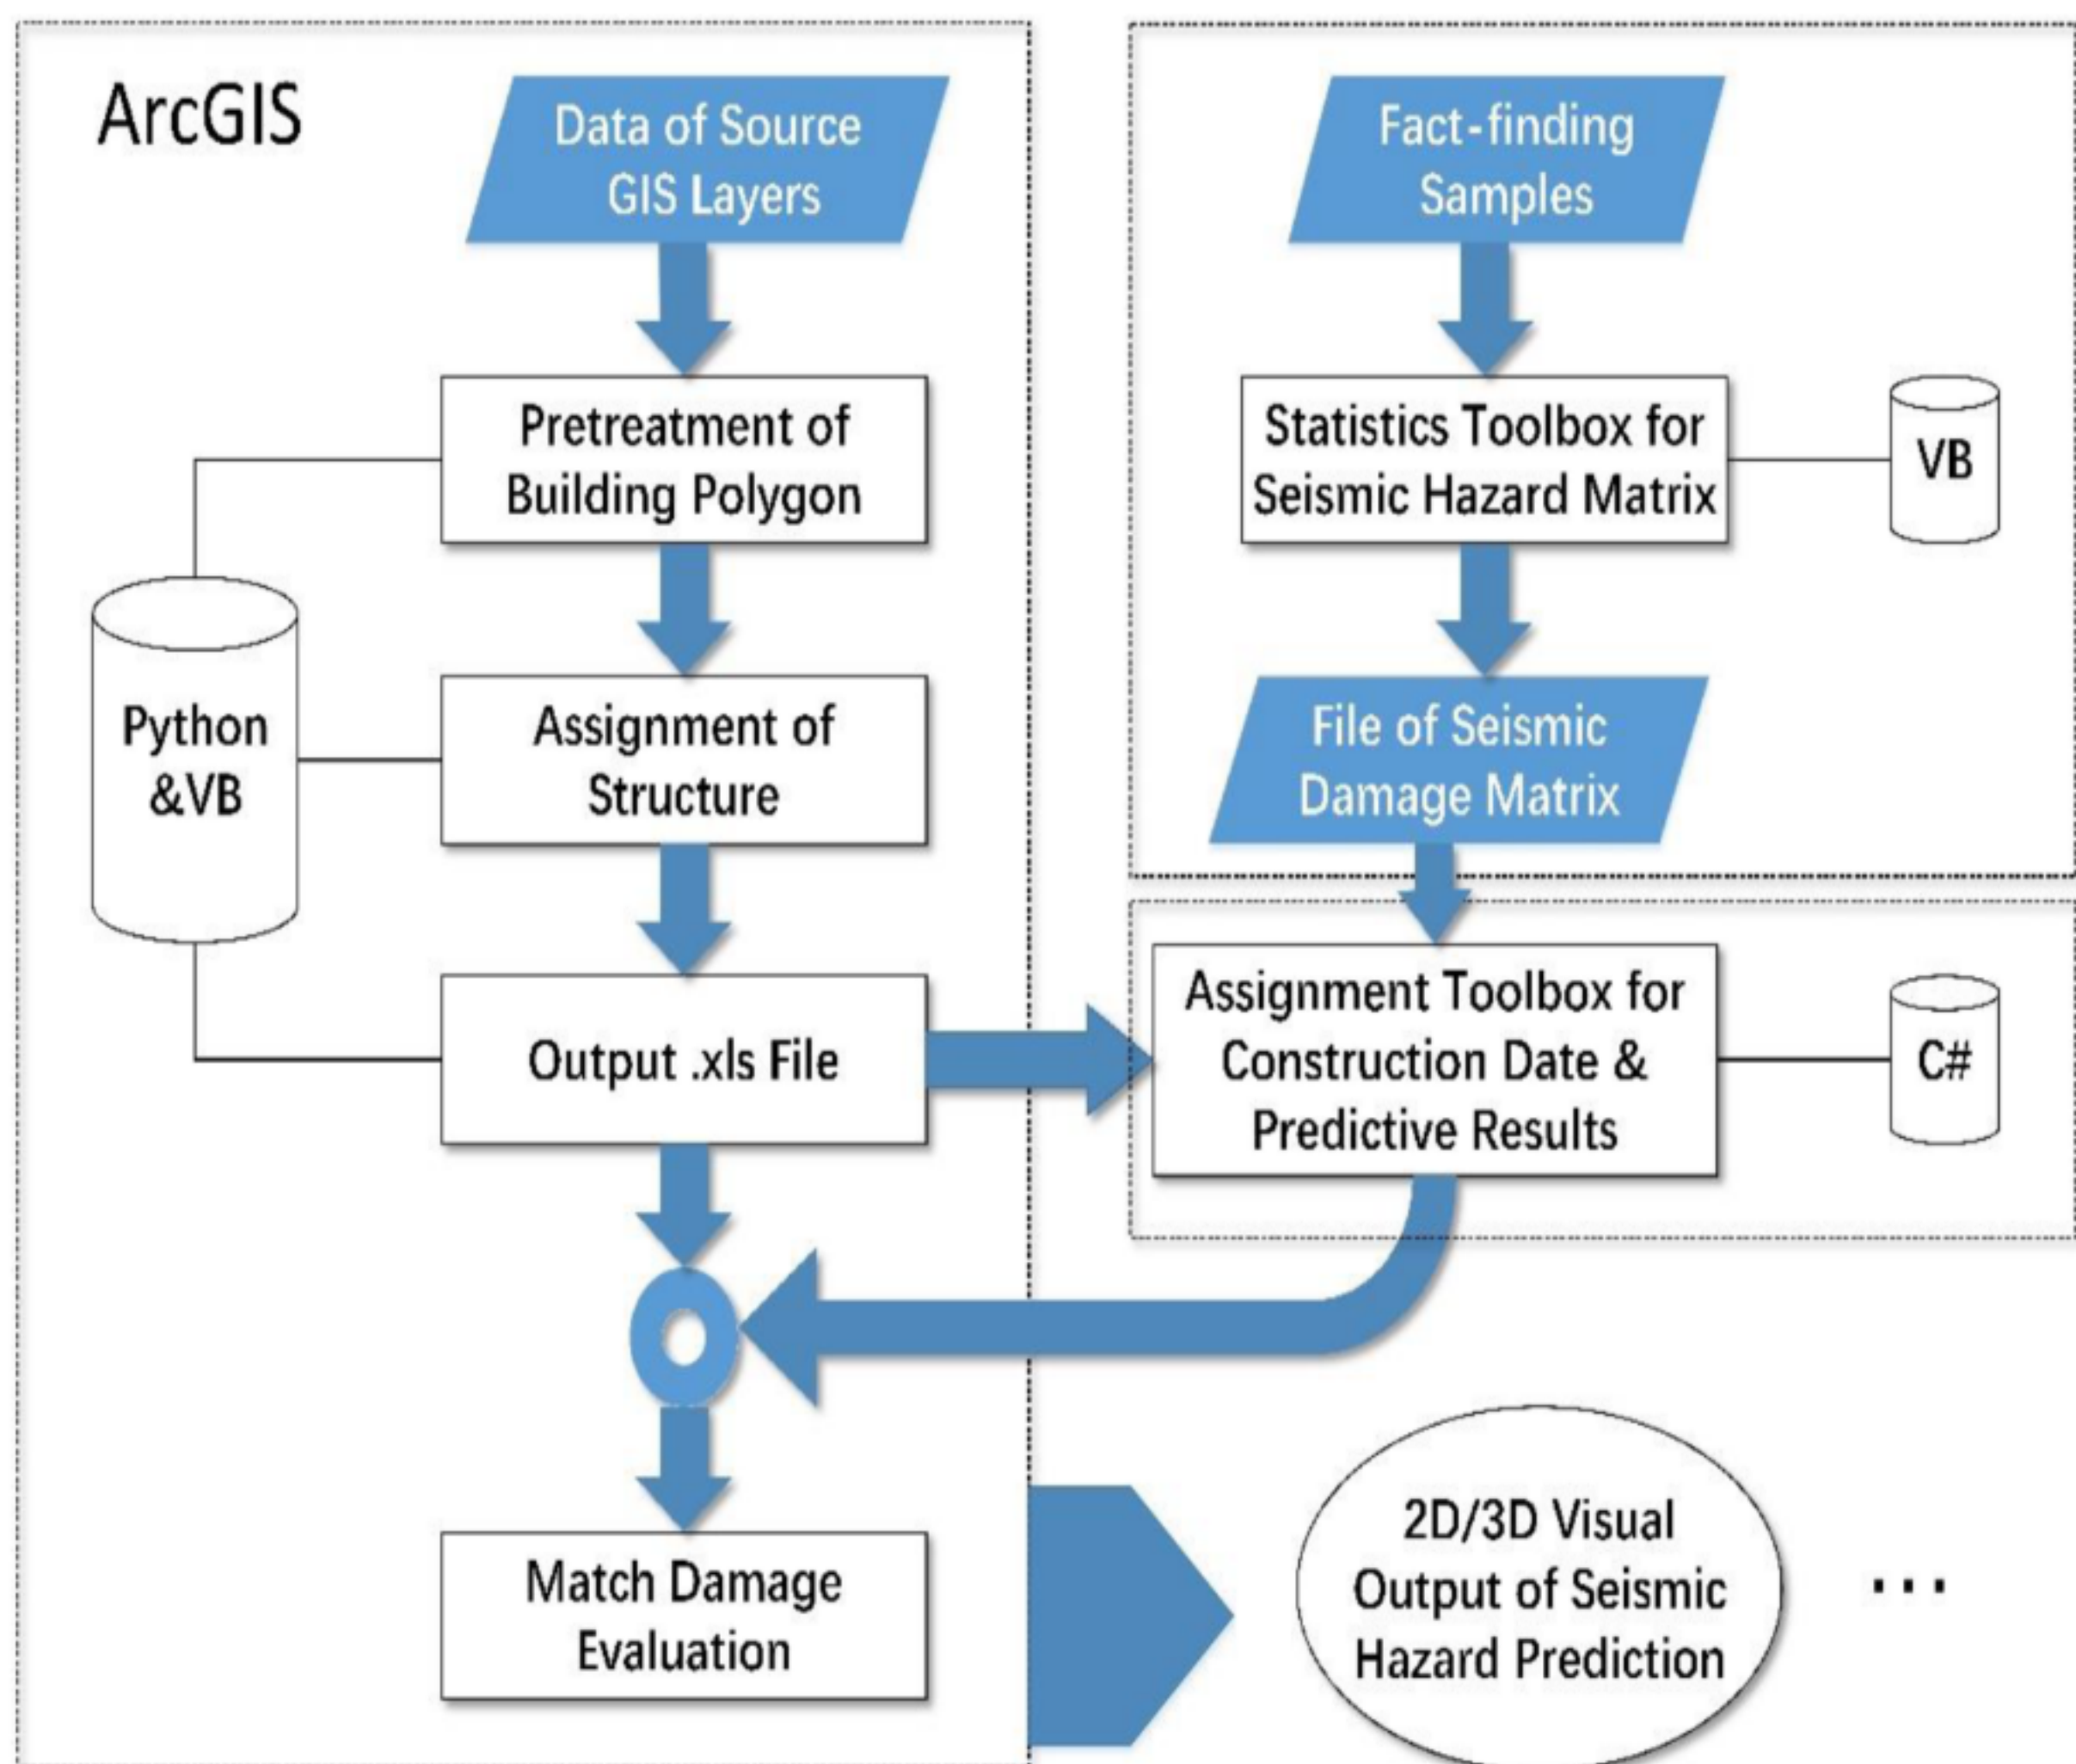 ArcGIS
Data of Source
GIS Layers
Pretreatment of
Building Polygon
Python
&VB
Assignment of
Structure
Output .xls File
Match Damage
Evaluation
Fact-finding
Samples
Statistics Toolbox for
Seismic Hazard Matrix
VB
File of Seismic
Damage Matrix
Assignment Toolbox for
Construction Date &
Predictive Results
C#
2D/3D Visual
Output of Seismic
Hazard Prediction
...